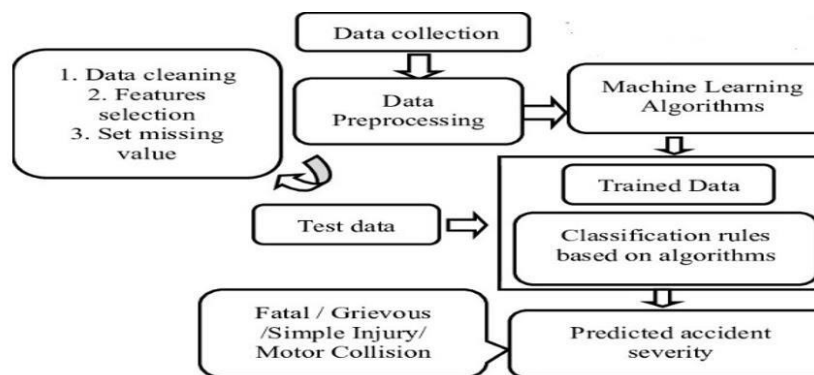 Data collection
1. Data cleaning
2. Features
selection
3. Set missing
value
Data
Preprocessing
Machine Learning
Algorithms
Trained Data
Test data
Classification rules
based on algorithms
Fatal / Grievous
/Simple Injury/
Motor Collision
Predicted accident
severity